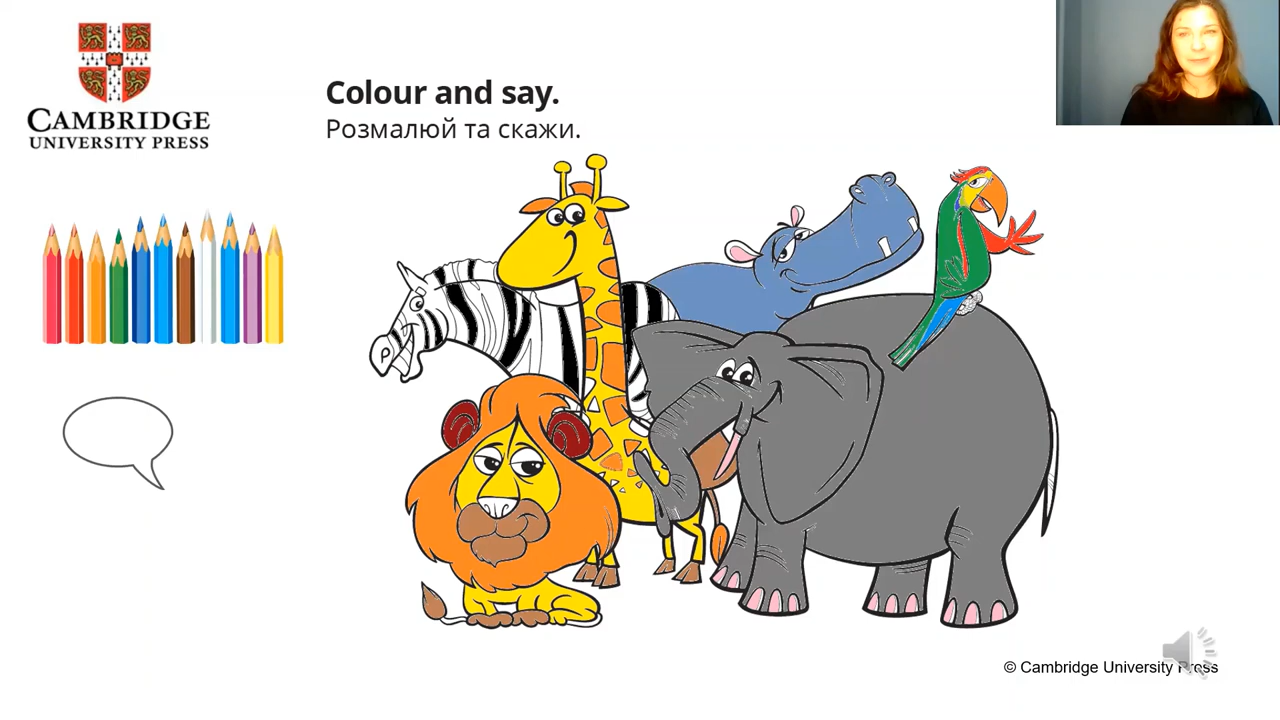 CAMBRIDGE
UNIVERSITY PRESS
Colour and say.
Розмалюй та скажи.
© Cambridge University Press